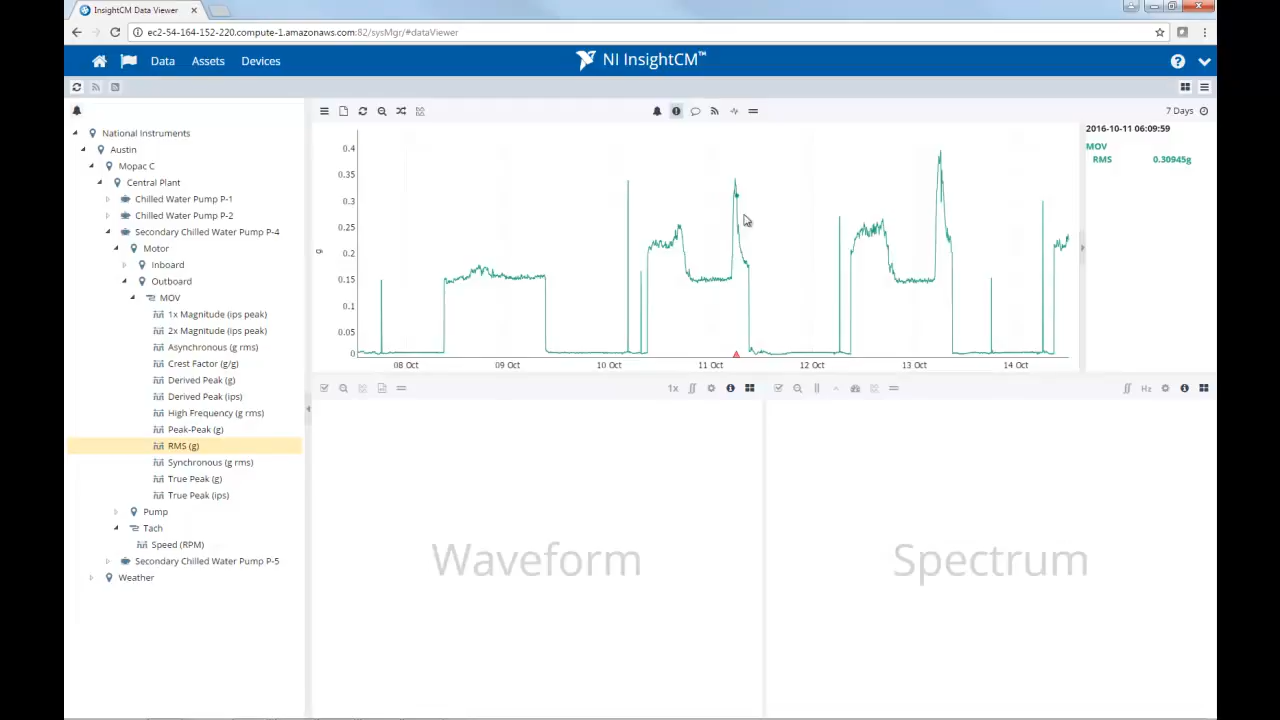 InsightCM Data Viewer
ec2-54-164-152-220.compute-1.amazonaws.com:82/sysMgr/#dataViewer
Data Assets Devices
NI InsightCM™
7 Days
National Instruments
Austin
Mopac C
Central Plant
Chilled Water Pump P-1
Chilled Water Pump P-2
Secondary Chilled Water Pump P-4
Motor
Inboard
Outboard
MOV
1x Magnitude (ips peak)
2x Magnitude (ips peak)
Asynchronous (g rms)
Crest Factor (g/g)
Derived Peak (g)
Derived Peak (ips)
High Frequency (g rms)
Peak-Peak (g)
RMS (g)
Synchronous (g rms)
True Peak (g)
True Peak (ips)
Pump
Tach
Speed (RPM)
Secondary Chilled Water Pump P-5
Weather
0.4
0.35
0.3
0.25
0.2
0.15
0.1
0.05
0
g
08 Oct 09 Oct 10 Oct 11 Oct 12 Oct 13 Oct 14 Oct
2016-10-11 06:09:59
MOV
RMS 0.30945g
1x
Hz
Waveform
Spectrum